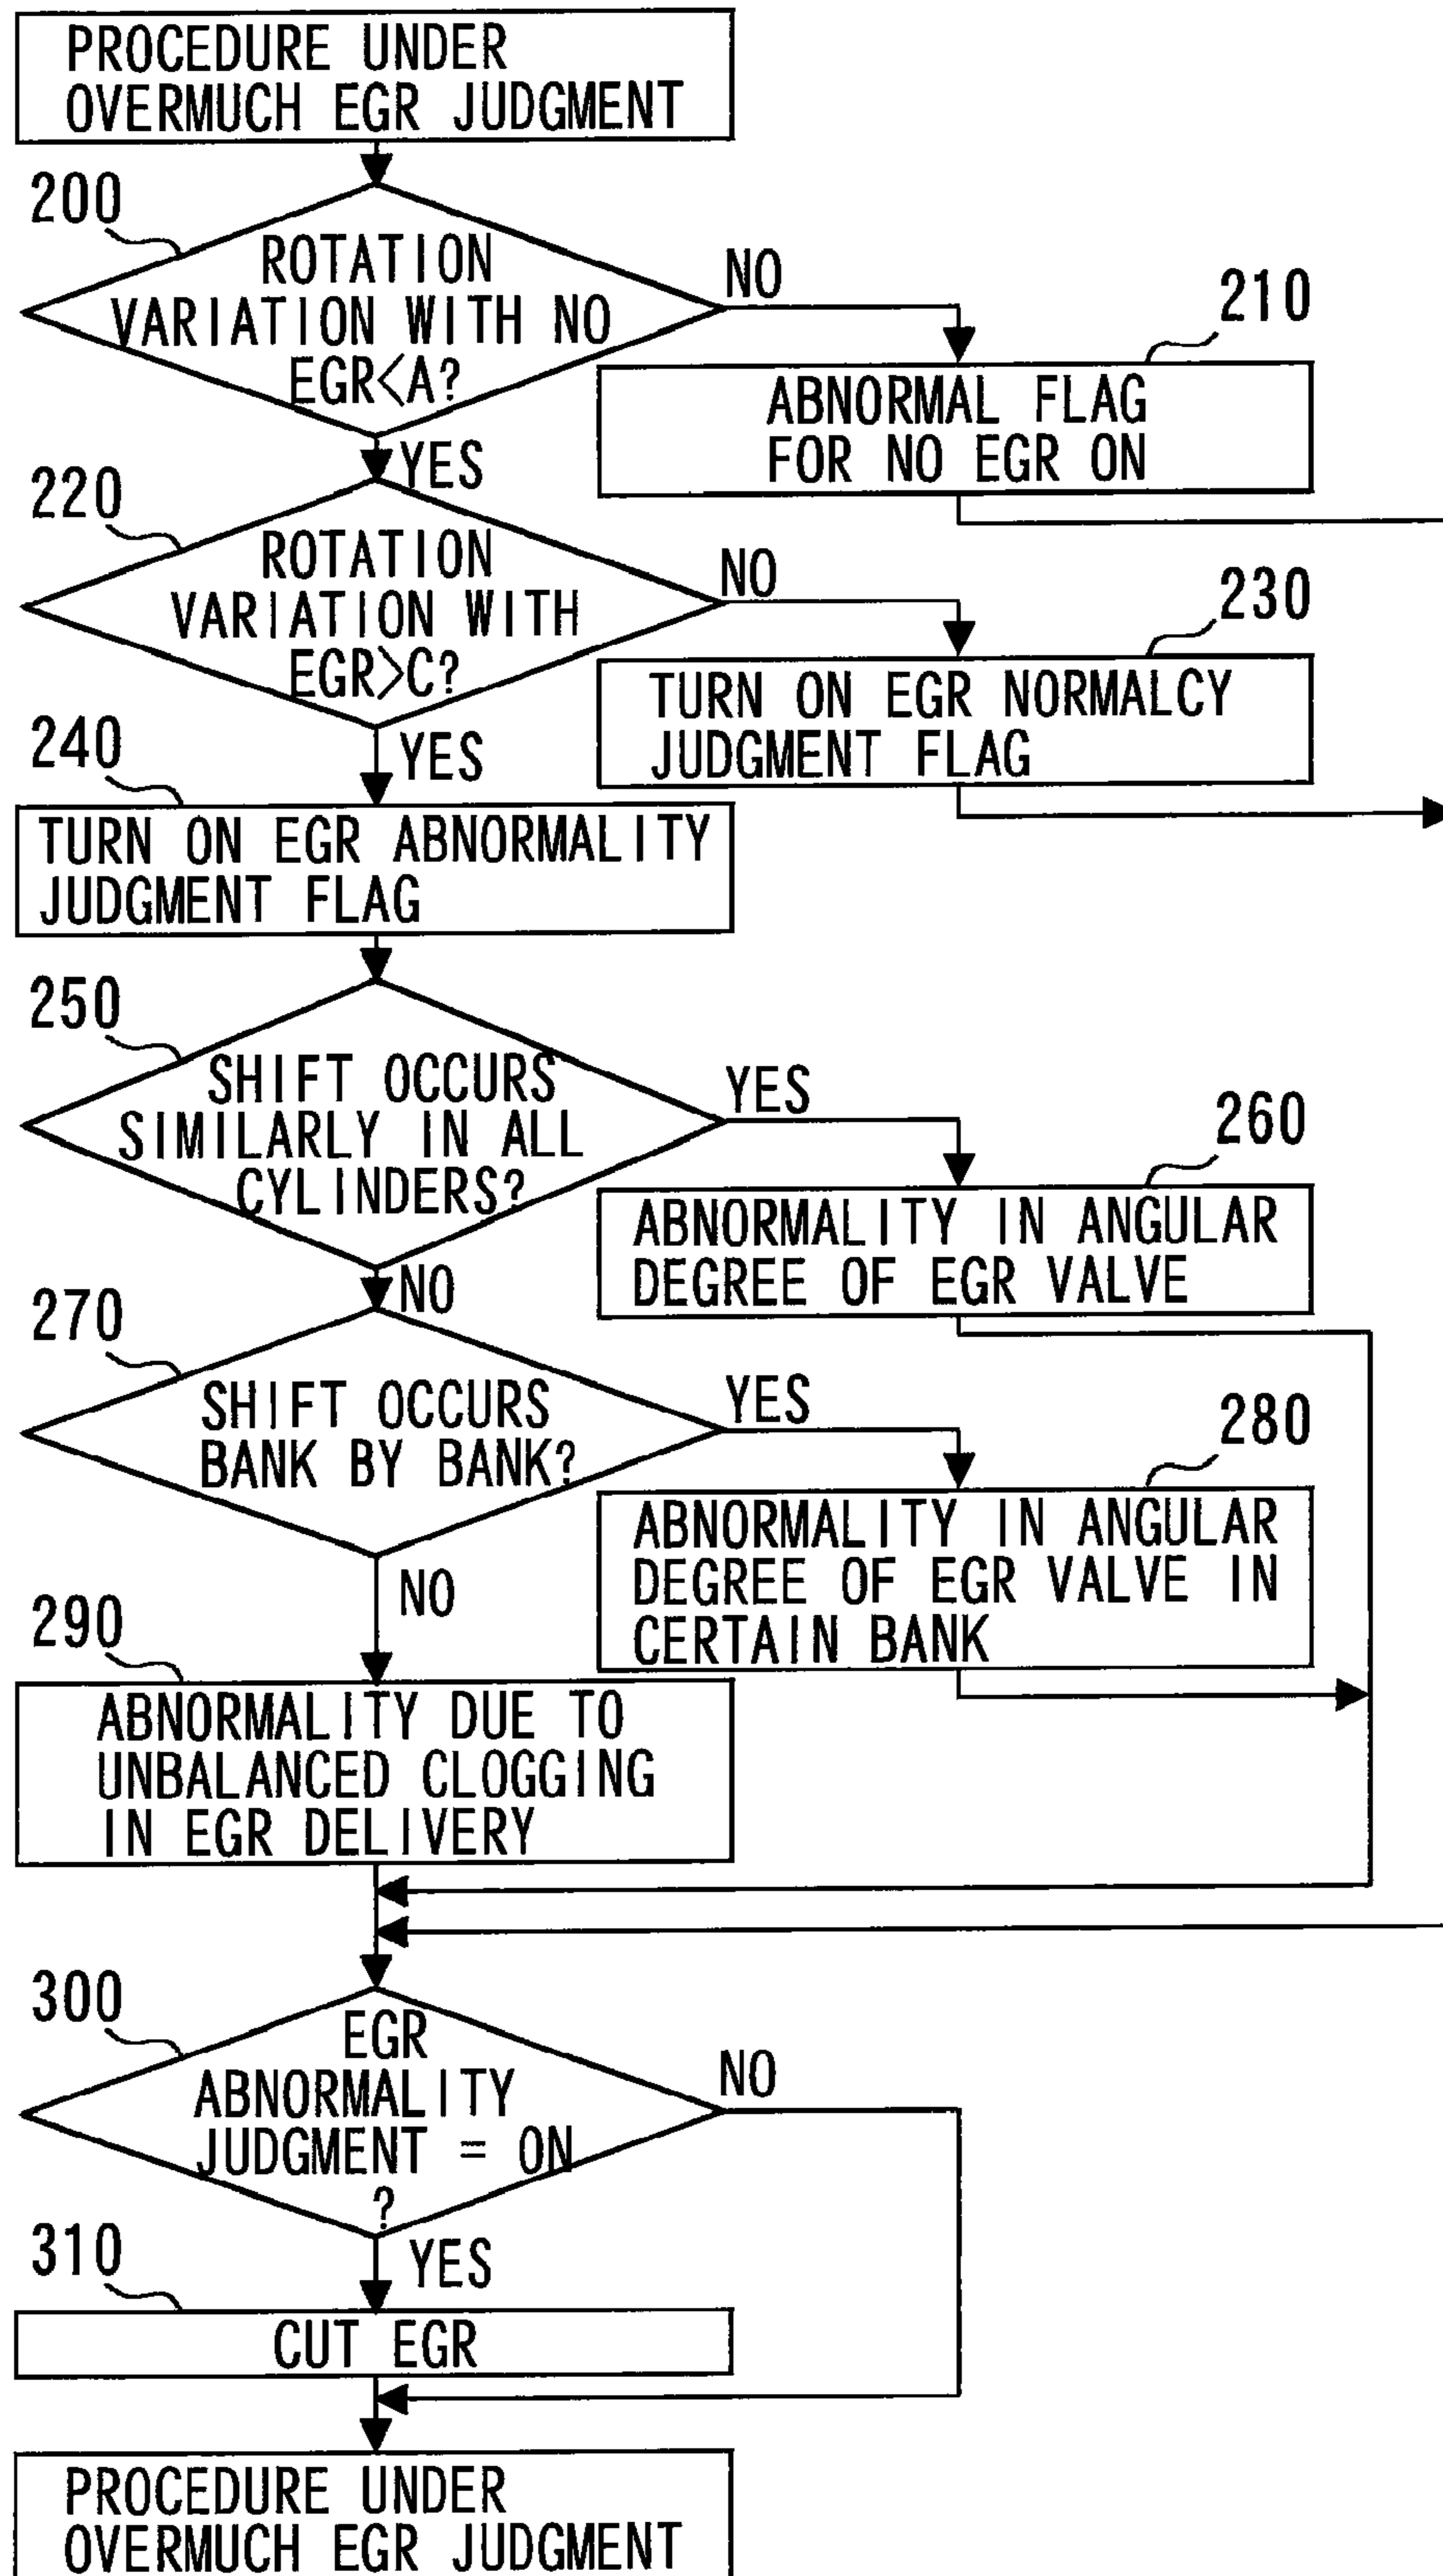 PROCEDURE UNDER
OVERMUCH EGR JUDGMENT
200
ROTATION
VARIATION WITH NO
EGR<A?
NO
210
ABNORMAL FLAG
FOR NO EGR ON
YES
220
ROTATION
VARIATION WITH
EGR>C?
NO
230
TURN ON EGR NORMALCY
JUDGMENT FLAG
YES
240
TURN ON EGR ABNORMALITY
JUDGMENT FLAG
250
SHIFT OCCURS
SIMILARLY IN ALL
CYLINDERS?
YES
260
ABNORMALITY IN ANGULAR
DEGREE OF EGR VALVE
NO
270
SHIFT OCCURS
BANK BY BANK?
YES
280
ABNORMALITY IN ANGULAR
DEGREE OF EGR VALVE IN
CERTAIN BANK
NO
290
ABNORMALITY DUE TO
UNBALANCED CLOGGING
IN EGR DELIVERY
300
EGR
ABNORMALITY
JUDGMENT = ON
?
NO
YES
310
CUT EGR
PROCEDURE UNDER
OVERMUCH EGR JUDGMENT